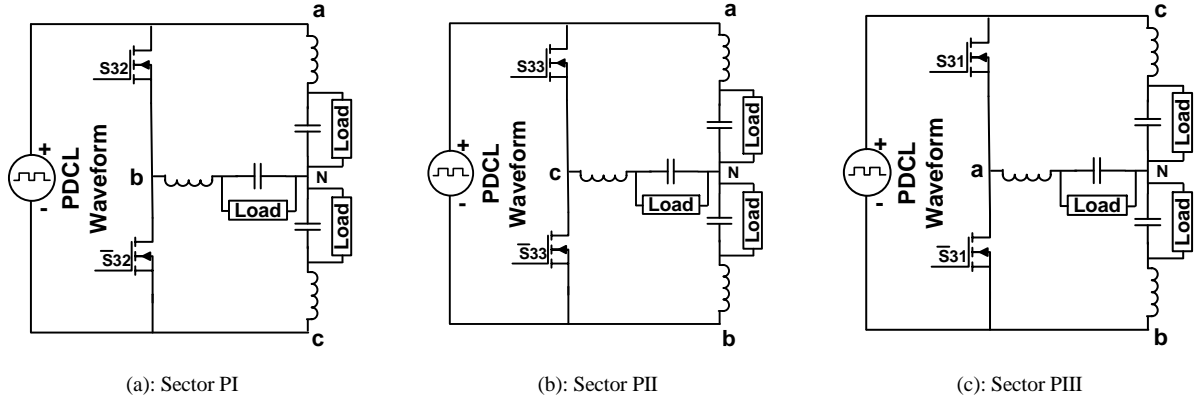 a
S32
+
-
PDCL
Waveform
b
N
Load
Load
Load
S̅32
c
(a): Sector PI
a
S33
+
-
PDCL
Waveform
c
N
Load
Load
Load
S̅33
b
(b): Sector PII
c
S31
+
-
PDCL
Waveform
a
N
Load
Load
Load
S̅31
b
(c): Sector PIII